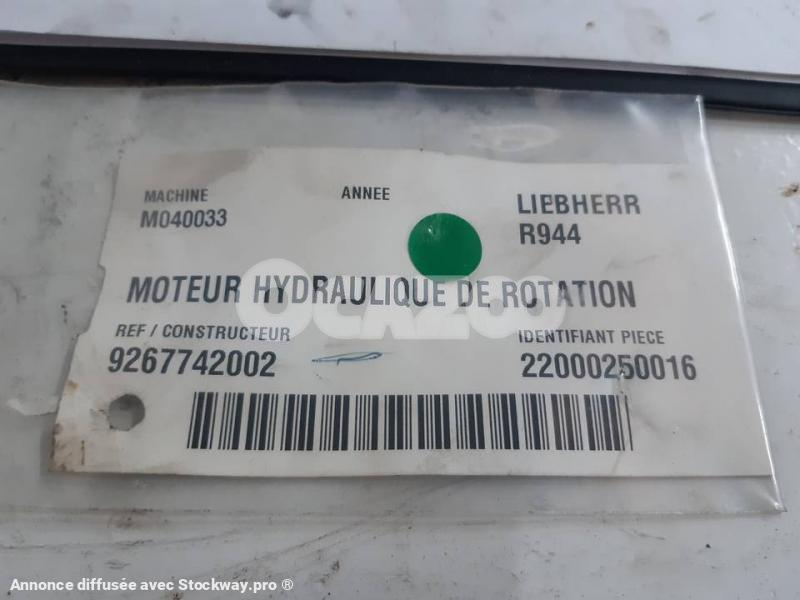 MACHINE ANNEE LIEBHERR
M040033 R944
MOTEUR HYDRAULIQUE DE ROTATION
OCAZOO
REF / CONSTRUCTEUR IDENTIFIANT PIECE
9267742002 22000250016
Annonce diffusée avec Stockway.pro ®